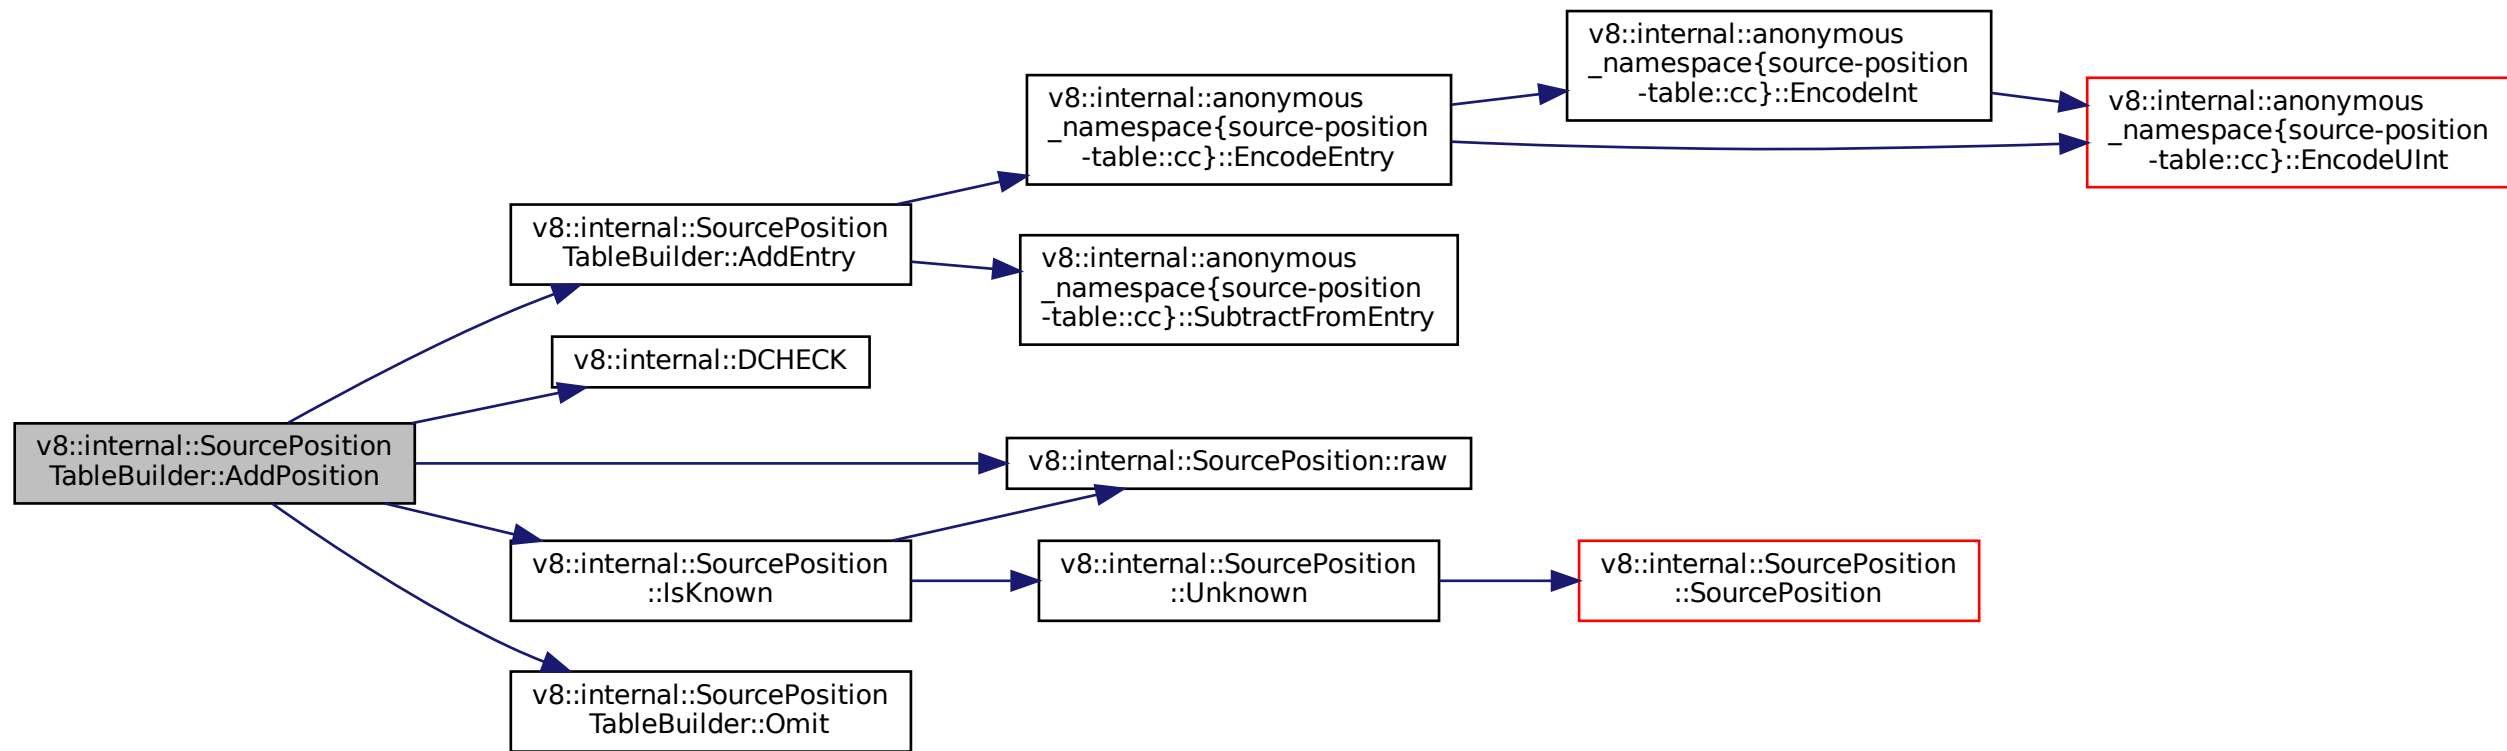 v8::internal::SourcePosition
TableBuilder::AddPosition
v8::internal::SourcePosition
TableBuilder::AddEntry
v8::internal::anonymous
_namespace{source-position
-table::cc}::EncodeEntry
v8::internal::anonymous
_namespace{source-position
-table::cc}::EncodeInt
v8::internal::anonymous
_namespace{source-position
-table::cc}::EncodeUInt
v8::internal::anonymous
_namespace{source-position
-table::cc}::SubtractFromEntry
v8::internal::DCHECK
v8::internal::SourcePosition::raw
v8::internal::SourcePosition
::IsKnown
v8::internal::SourcePosition
::Unknown
v8::internal::SourcePosition
::SourcePosition
v8::internal::SourcePosition
TableBuilder::Omit